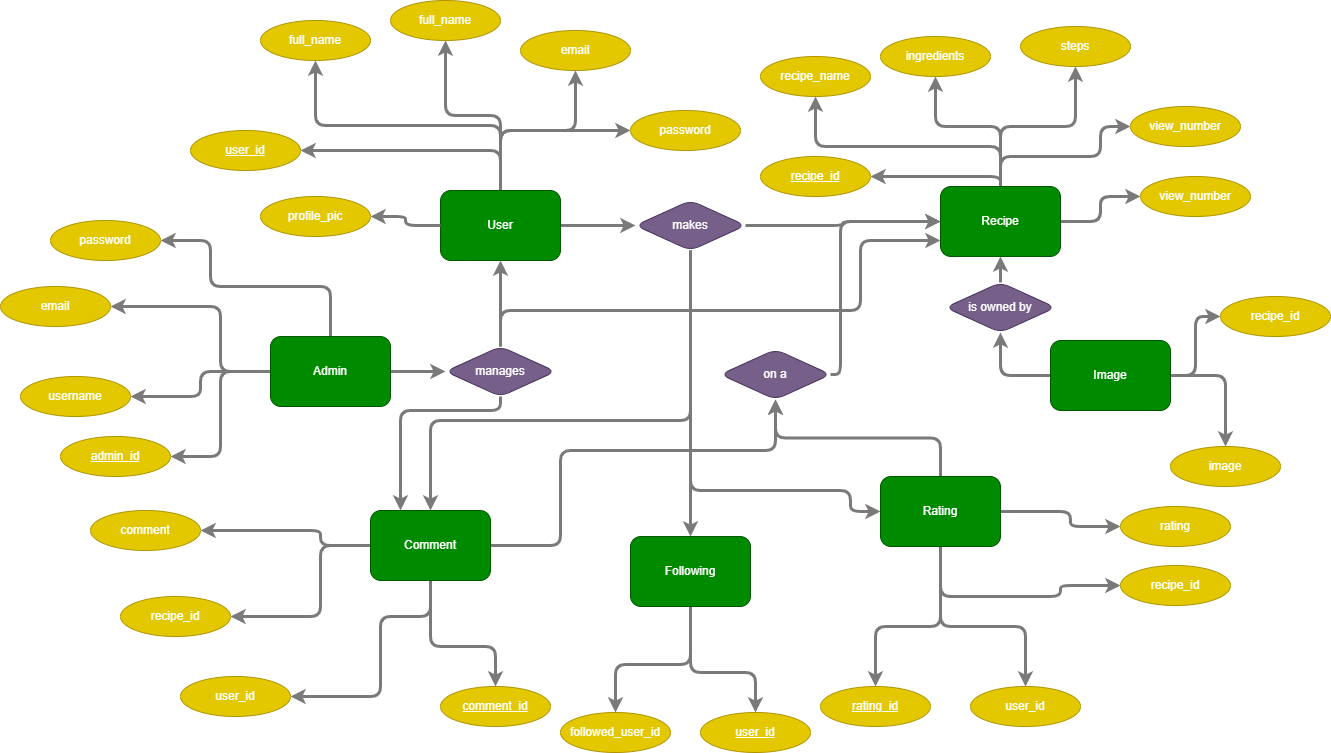 full_name
full_name
email
password
user_id
profile_pic
User
makes
recipe_name
ingredients
steps
view_number
recipe_id
view_number
Recipe
is owned by
password
email
username
admin_id
Admin
manages
on a
Image
recipe_id
image
comment
recipe_id
user_id
comment_id
Comment
Following
followed_user_id
user_id
Rating
rating
recipe_id
rating_id
user_id